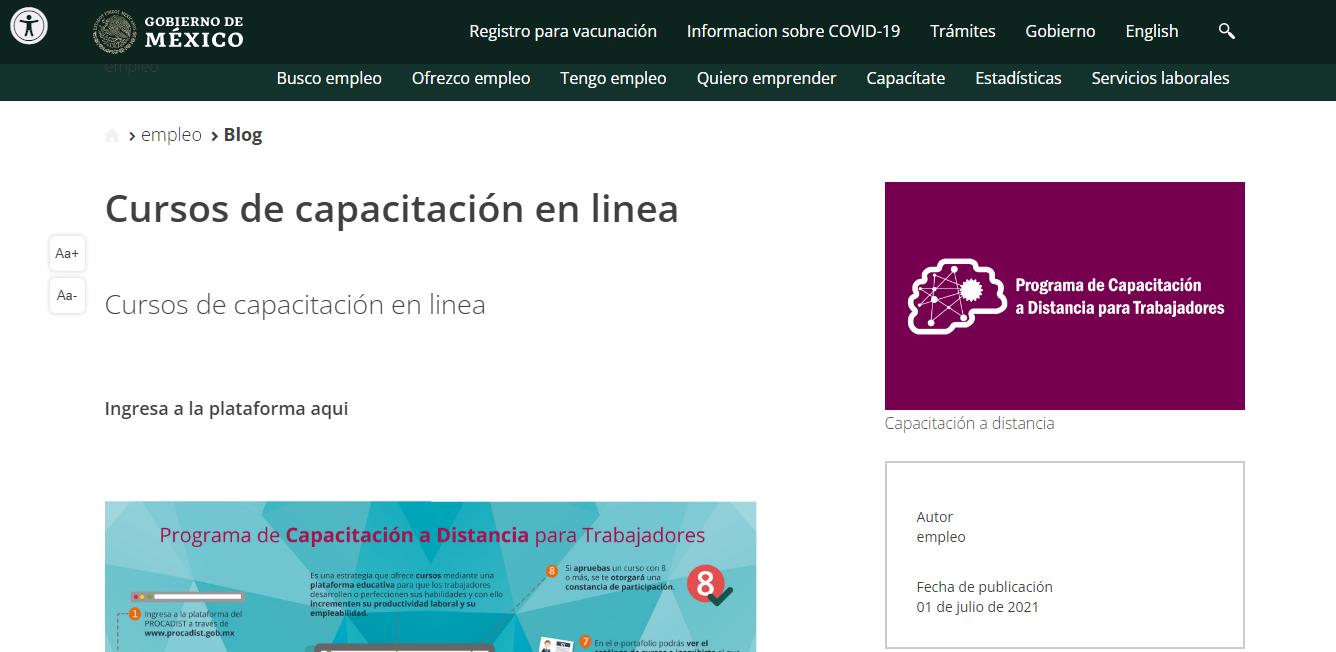 GOBIERNO DE
MÉXICO
Registro para vacunación Informacion sobre COVID-19 Trámites Gobierno English
empleo
Busco empleo Ofrezco empleo Tengo empleo Quiero emprender Capacítate Estadísticas Servicios laborales
empleo Blog
Cursos de capacitación en linea
Aa+
Aa-
Cursos de capacitación en linea
Ingresa a la plataforma aqui
Programa de Capacitación
a Distancia para Trabajadores
Capacitación a distancia
Autor
empleo
Fecha de publicación
01 de julio de 2021
Programa de Capacitación a Distancia para Trabajadores
1 Ingresa a la plataforma del
PROCADIST a través de
www.procadist.gob.mx
Es una estrategia que ofrece cursos mediante una
plataforma educativa para que los trabajadores
desarrollen o perfeccionen sus habilidades y con ello
incrementen su productividad laboral y su
empleabilidad.
8 Si apruebas un curso con 8
o más, se te otorgará una
constancia de participación.
8
7 En el e-portafolio podrás ver el